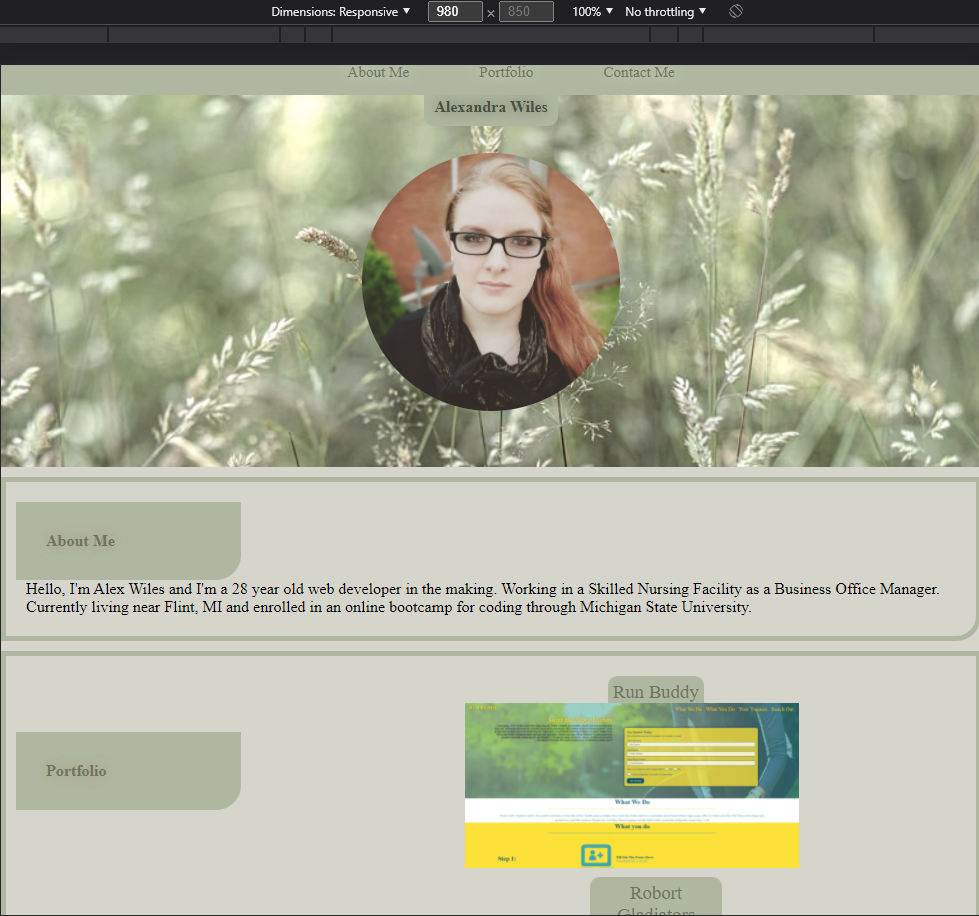 Dimensions: Responsive ▼ 980 × 850 100% ▼ No throttling ▼
About Me Portfolio Contact Me
Alexandra Wiles
About Me
Hello, I'm Alex Wiles and I'm a 28 year old web developer in the making. Working in a Skilled Nursing Facility as a Business Office Manager.
Currently living near Flint, MI and enrolled in an online bootcamp for coding through Michigan State University.
Run Buddy
What We Do
What you do
Step 1:
Portfolio
Robort
Gladiators